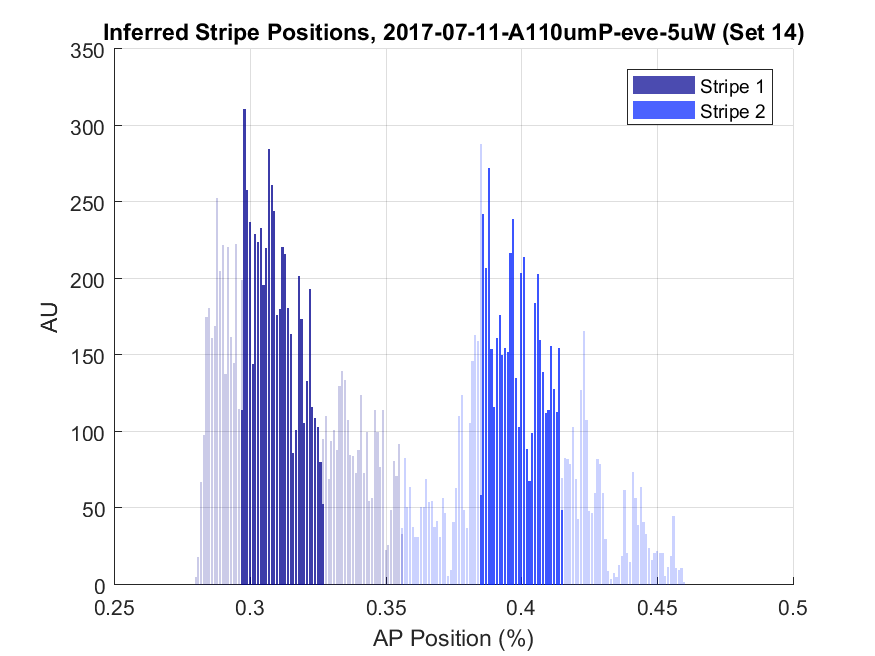 Inferred Stripe Positions, 2017-07-11-A110umP-eve-5uW (Set 14)
350
300
250
200
150
100
50
0
AU
Stripe 1
Stripe 2
0.25 0.3 0.35 0.4 0.45 0.5
AP Position (%)